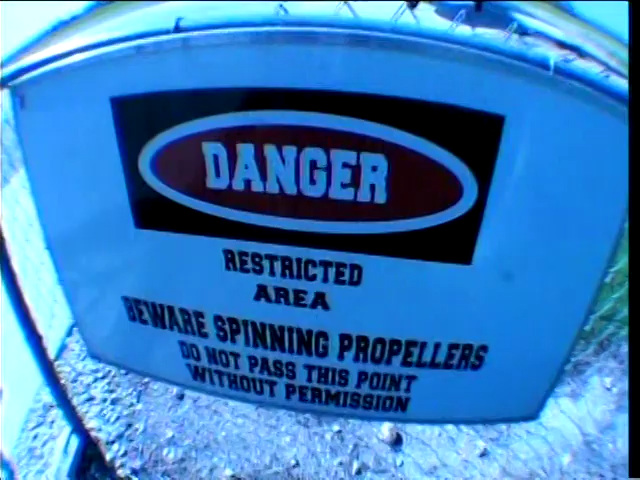 DANGER
RESTRICTED
AREA
BEWARE SPINNING PROPELLERS
DO NOT PASS THIS POINT
WITHOUT PERMISSION